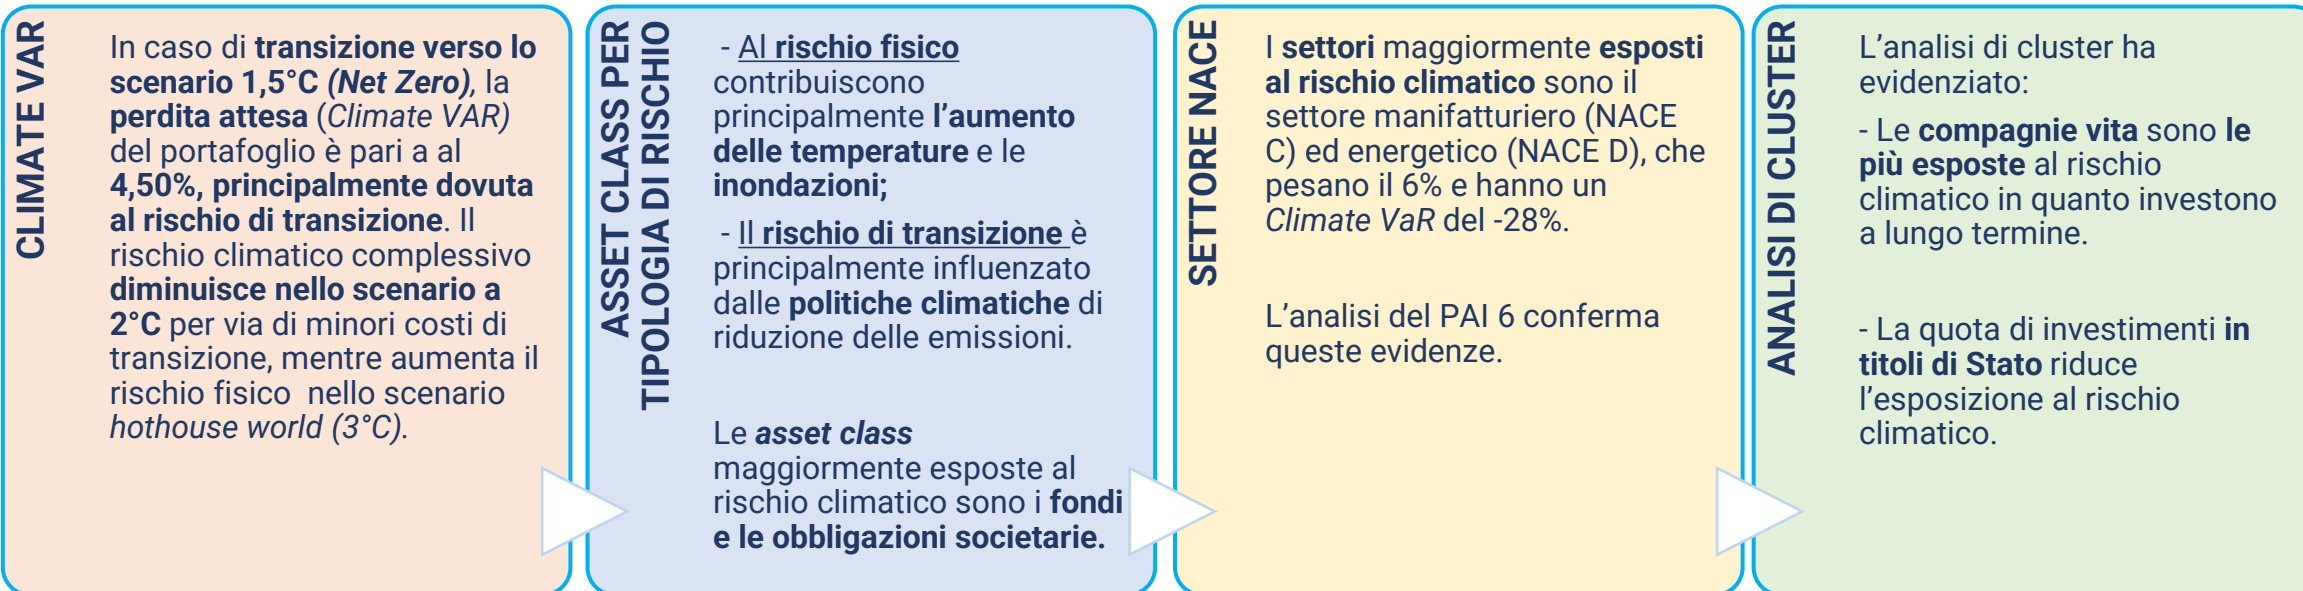 CLIMATE VAR
In caso di transizione verso lo
scenario 1,5°C (Net Zero), la
perdita attesa (Climate VAR)
del portafoglio è pari a al
4,50%, principalmente dovuta
al rischio di transizione. Il
rischio climatico complessivo
diminuisce nello scenario a
2°C per via di minori costi di
transizione, mentre aumenta il
rischio fisico nello scenario
hothouse world (3°C).
ASSET CLASS PER
TIPOLOGIA DI RISCHIO
- Al rischio fisico
contribuiscono
principalmente l’aumento
delle temperature e le
inondazioni;
- Il rischio di transizione è
principalmente influenzato
dalle politiche climatiche di
riduzione delle emissioni.
Le asset class
maggiormente esposte al
rischio climatico sono i fondi
e le obbligazioni societarie.
SETTORE NACE
I settori maggiormente esposti
al rischio climatico sono il
settore manifatturiero (NACE
C) ed energetico (NACE D), che
pesano il 6% e hanno un
Climate VaR del -28%.
L’analisi del PAI 6 conferma
queste evidenze.
ANALISI DI CLUSTER
L’analisi di cluster ha
evidenziato:
- Le compagnie vita sono le
più esposte al rischio
climatico in quanto investono
a lungo termine.
- La quota di investimenti in
titoli di Stato riduce
l’esposizione al rischio
climatico.